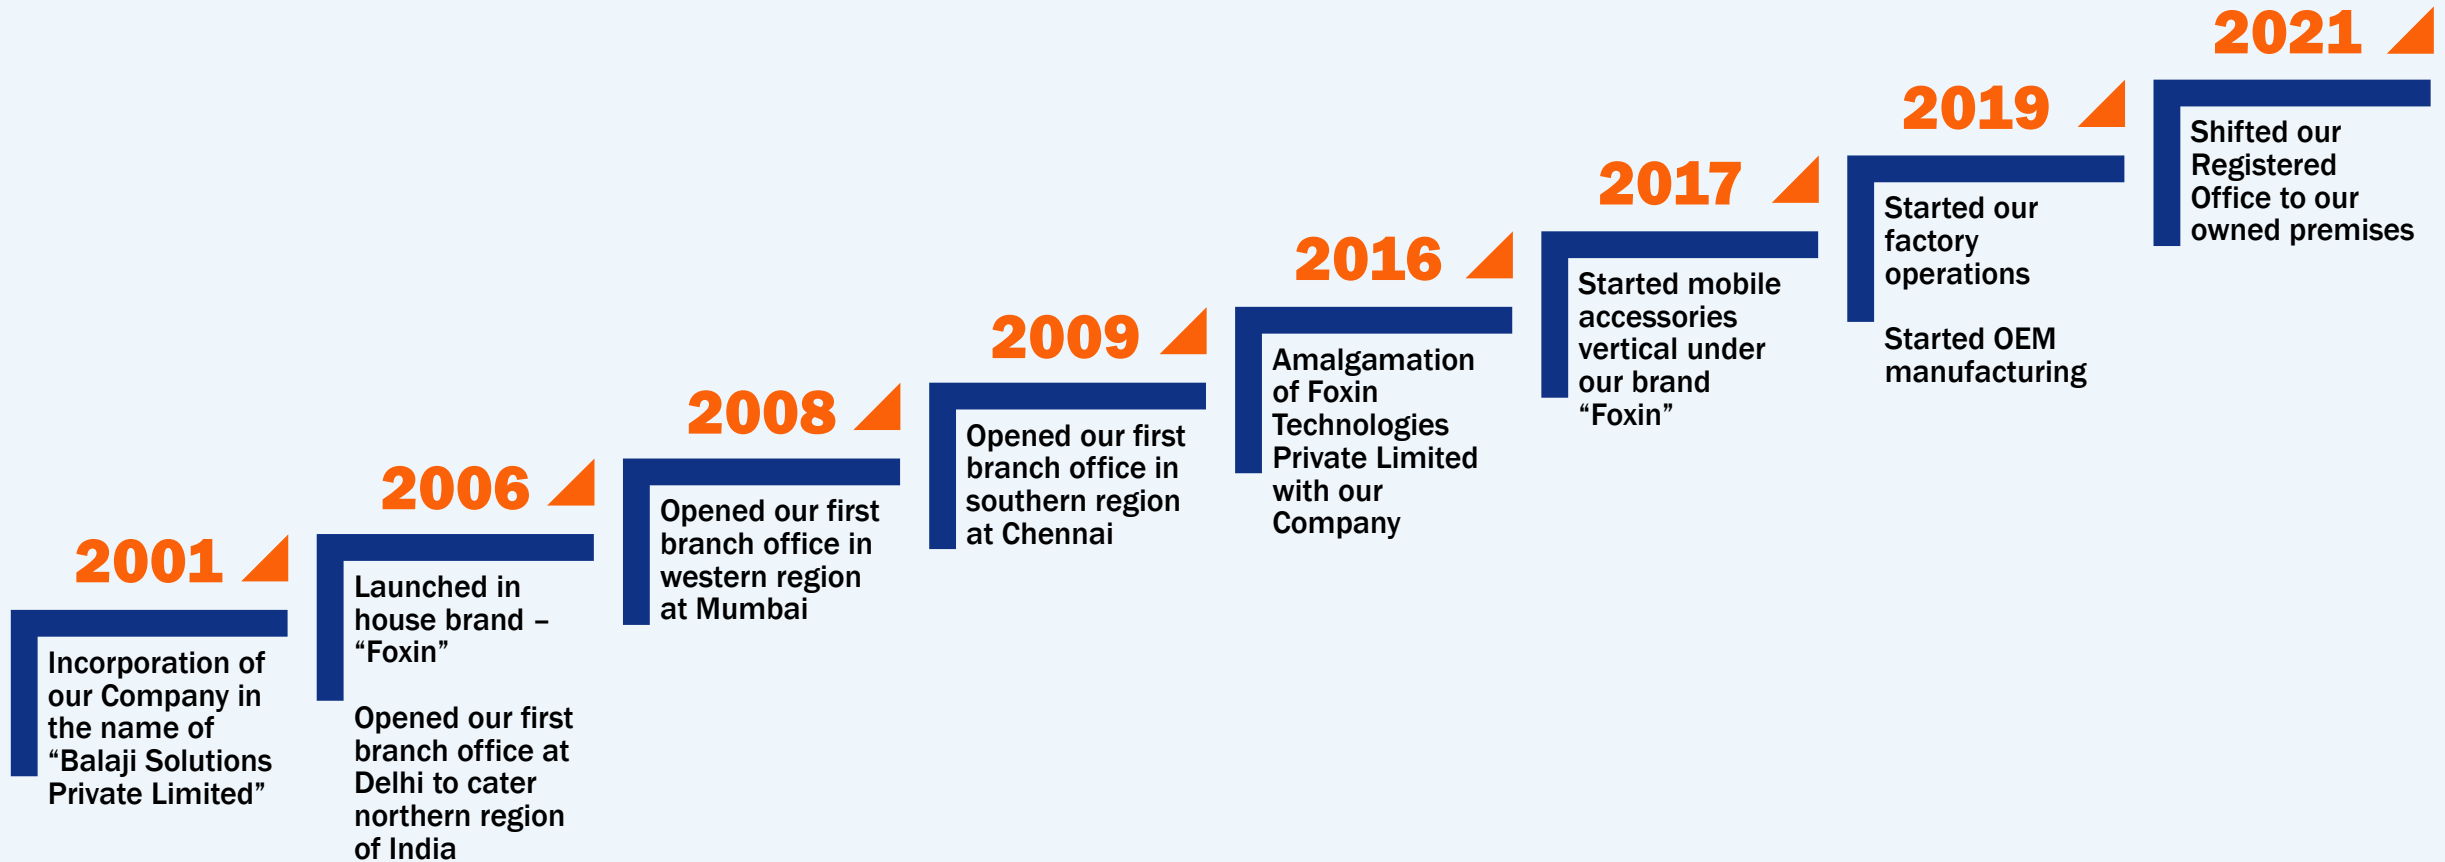 2001
Incorporation of
our Company in
the name of
“Balaji Solutions
Private Limited”
2006
Launched in
house brand –
“Foxin”
Opened our first
branch office at
Delhi to cater
northern region
of India
2008
Opened our first
branch office in
western region
at Mumbai
2009
Opened our first
branch office in
southern region
at Chennai
2016
Amalgamation
of Foxin
Technologies
Private Limited
with our
Company
2017
Started mobile
accessories
vertical under
our brand
“Foxin”
2019
Started our
factory
operations
Started OEM
manufacturing
2021
Shifted our
Registered
Office to our
owned premises